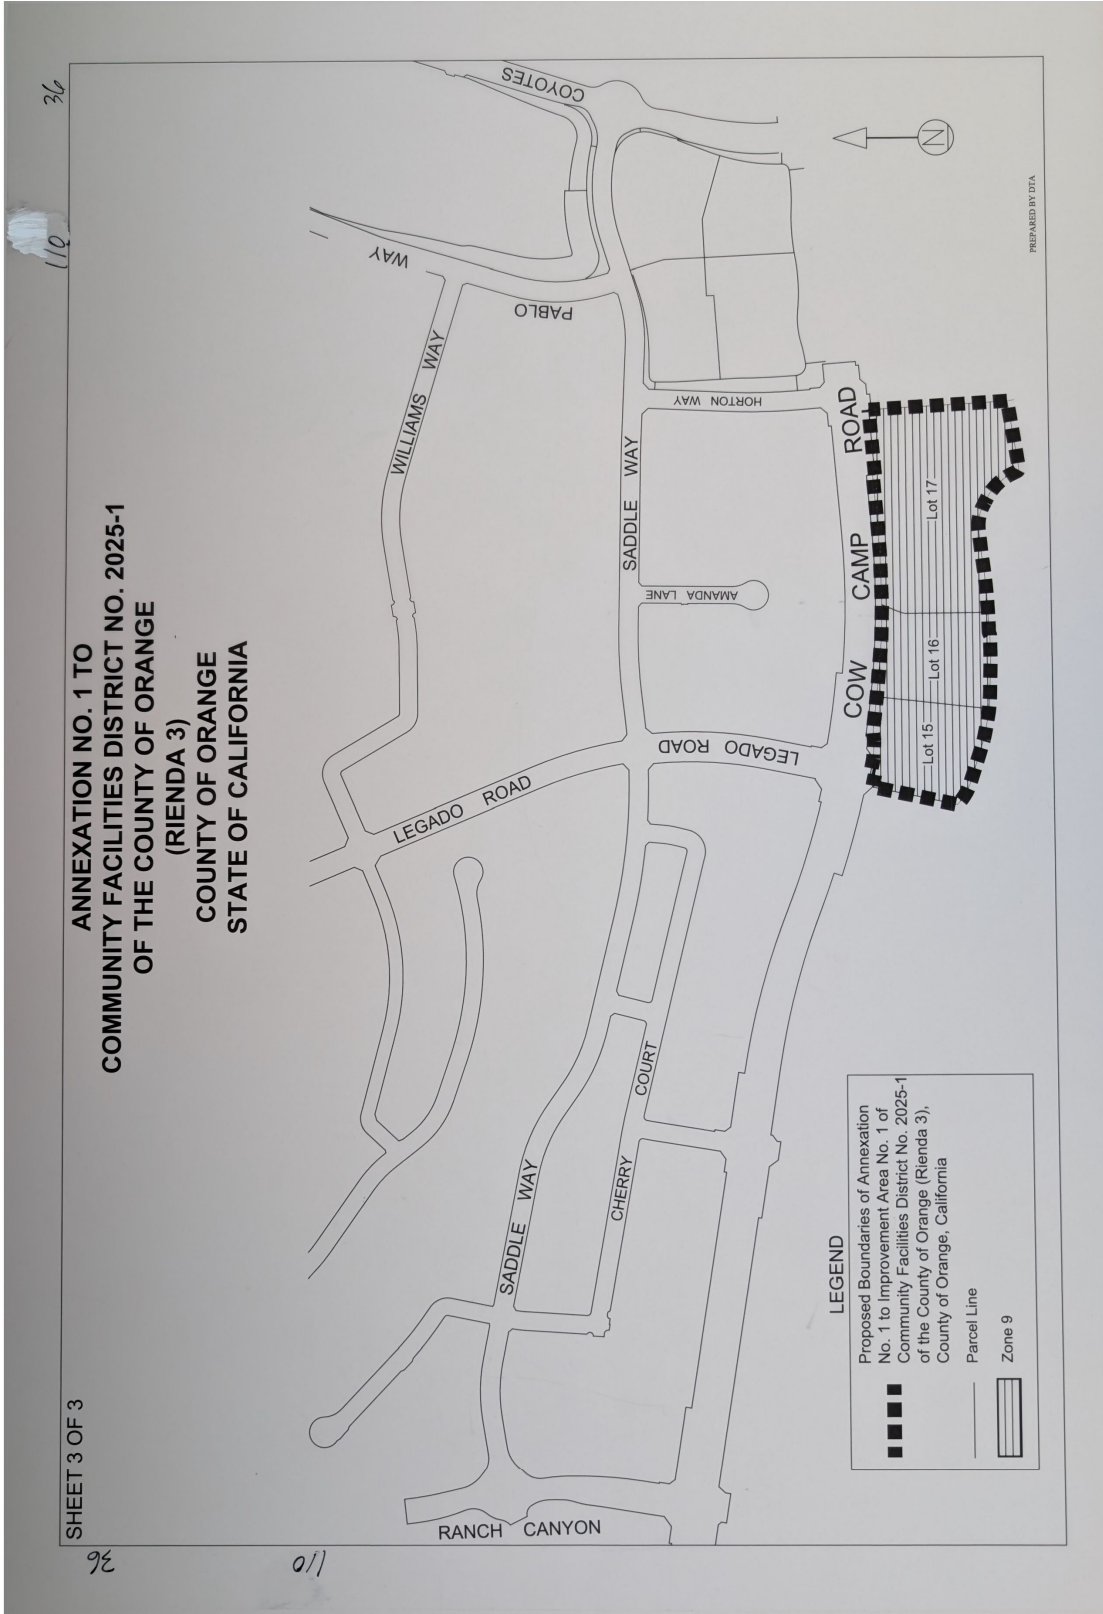 SHEET 3 OF 3
36
110
36
110
ANNEXATION NO. 1 TO
COMMUNITY FACILITIES DISTRICT NO. 2025-1
OF THE COUNTY OF ORANGE
(RIENDA 3)
COUNTY OF ORANGE
STATE OF CALIFORNIA
COYOTES
WAY
PABLO
WILLIAMS WAY
LEGADO ROAD
SADDLE WAY
HORTON WAY
AMANDA LANE
LEGADO ROAD
SADDLE WAY
CHERRY COURT
RANCH CANYON
COW CAMP ROAD
Lot 15
Lot 16
Lot 17
N
LEGEND
Proposed Boundaries of Annexation
No. 1 to Improvement Area No. 1 of
Community Facilities District No. 2025-1
of the County of Orange (Rienda 3),
County of Orange, California
Parcel Line
Zone 9
PREPARED BY DTA